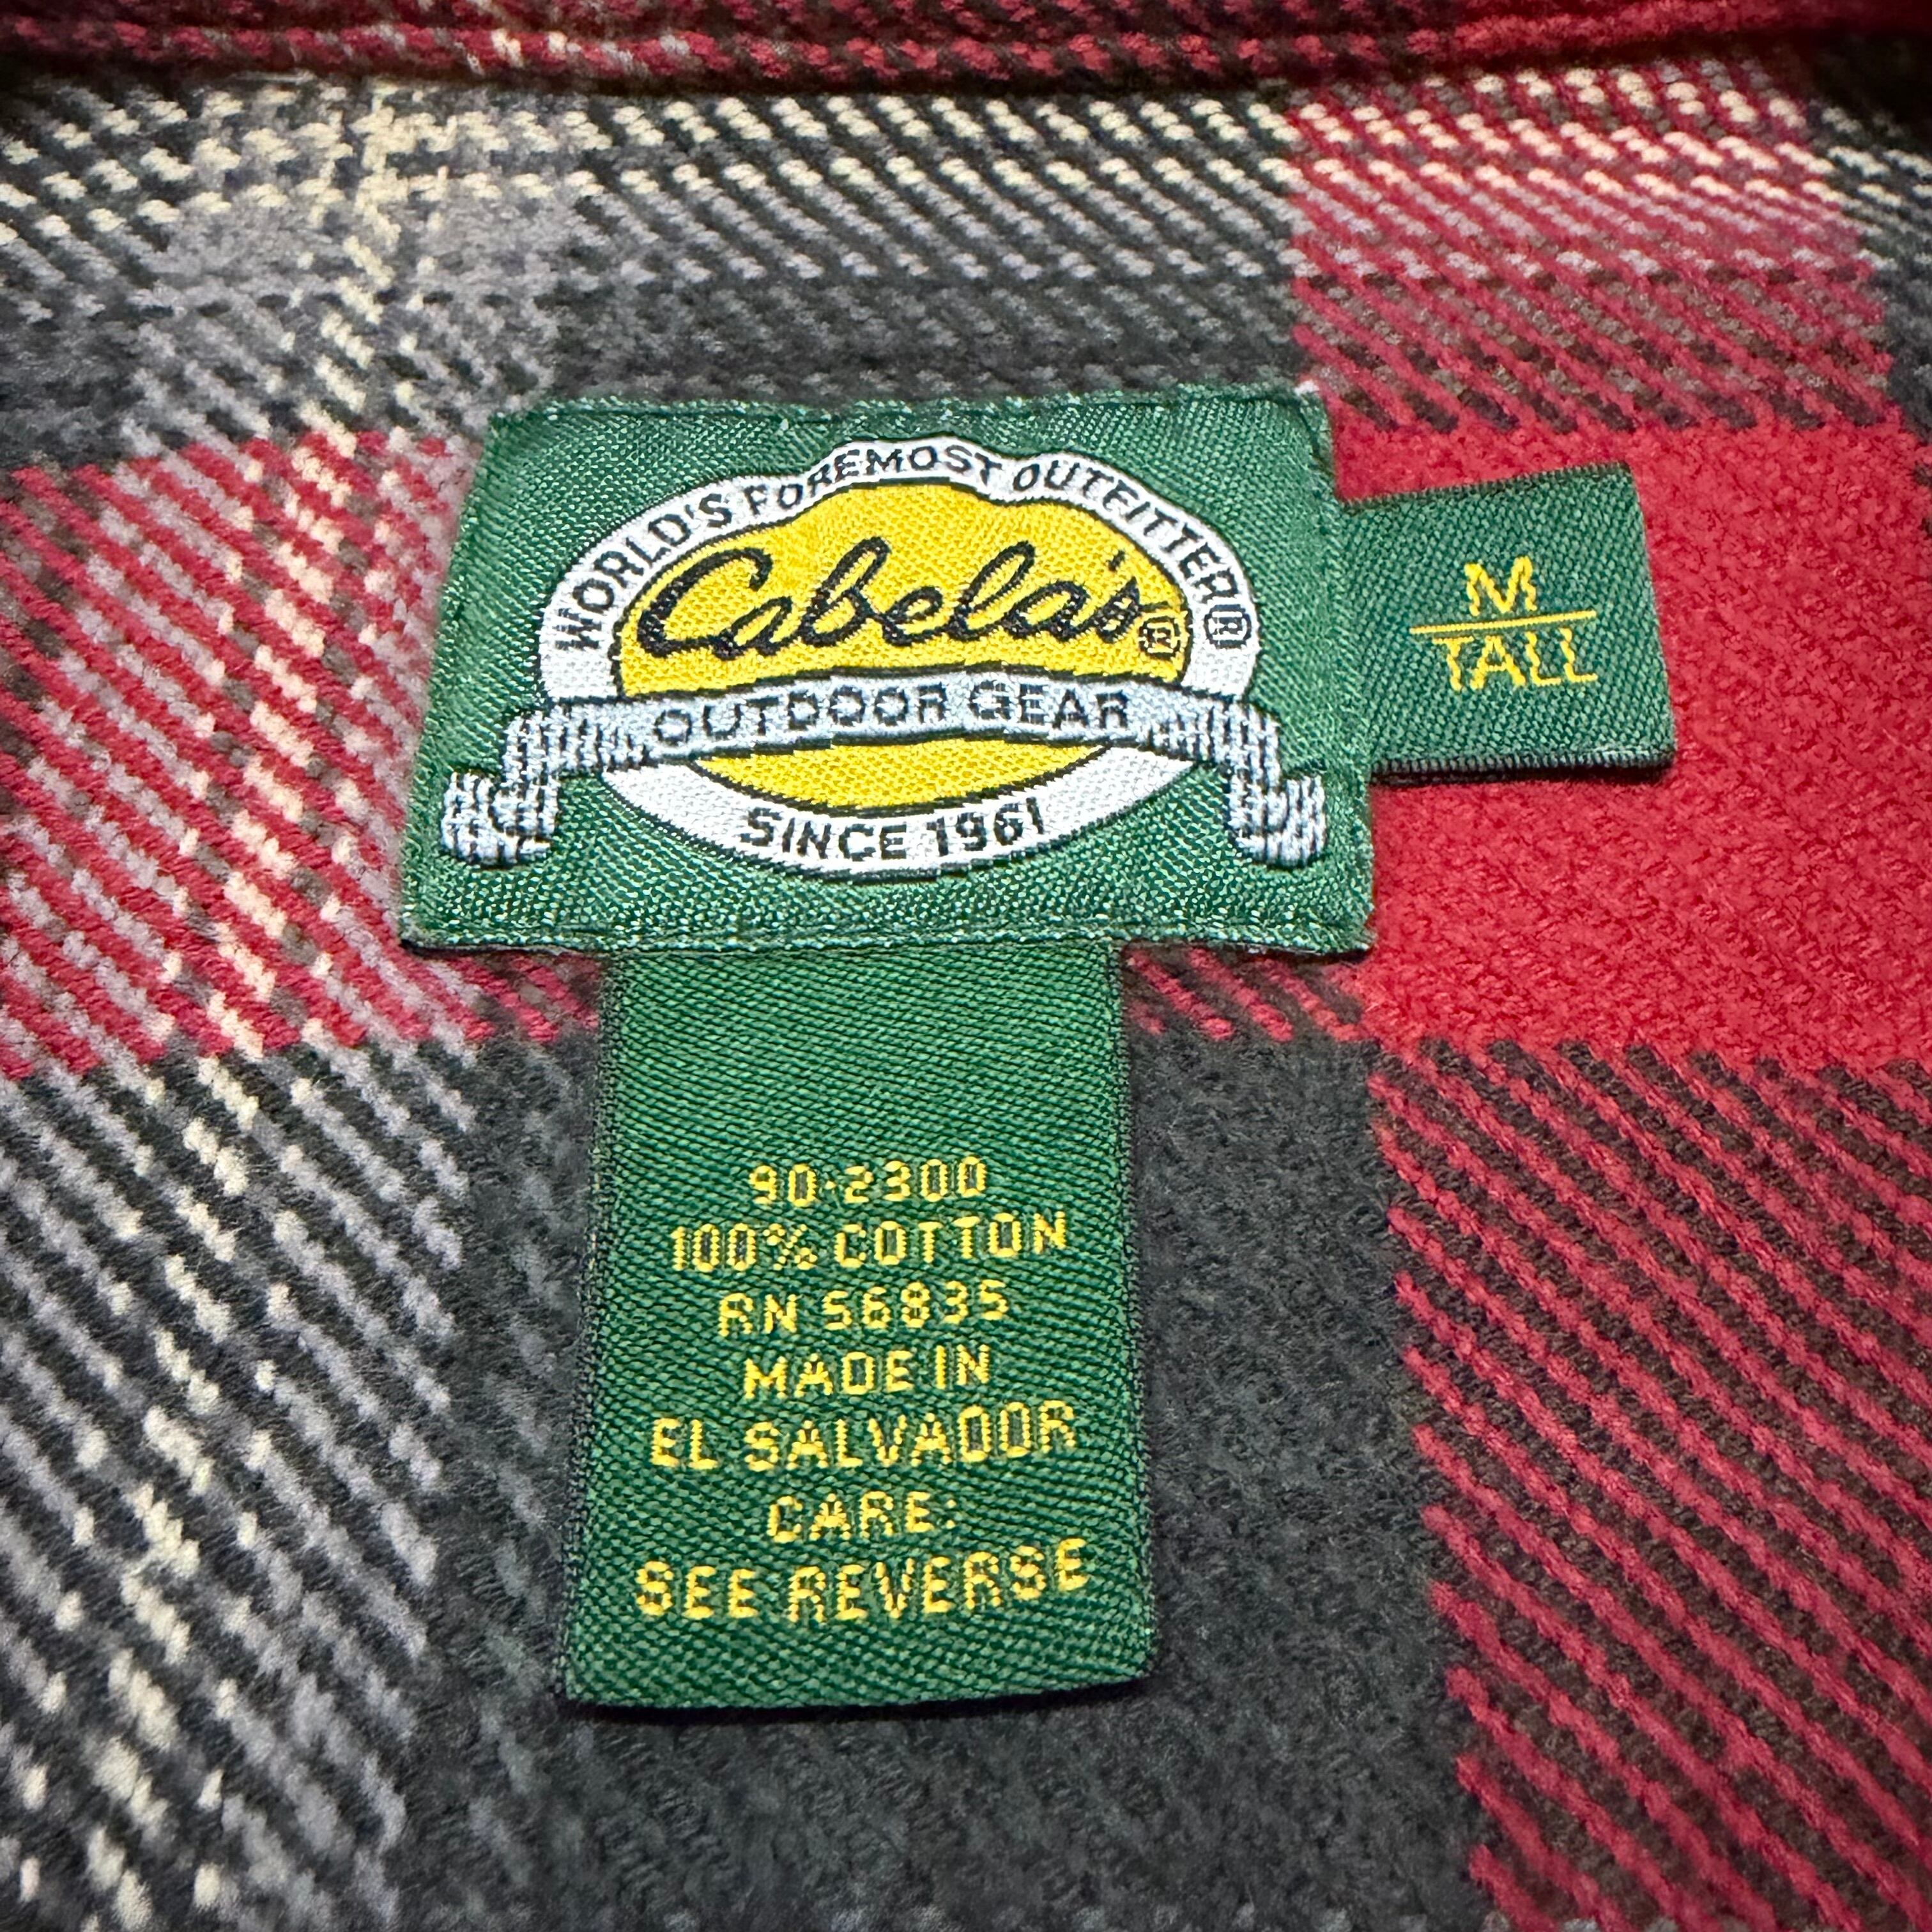 WORLD'S FOREMOST OUTFITTER®
Cabela's®
OUTDOOR GEAR
SINCE 1961
M
TALL
90-2300
100% COTTON
RN 56835
MADE IN
EL SALVADOR
CARE:
SEE REVERSE